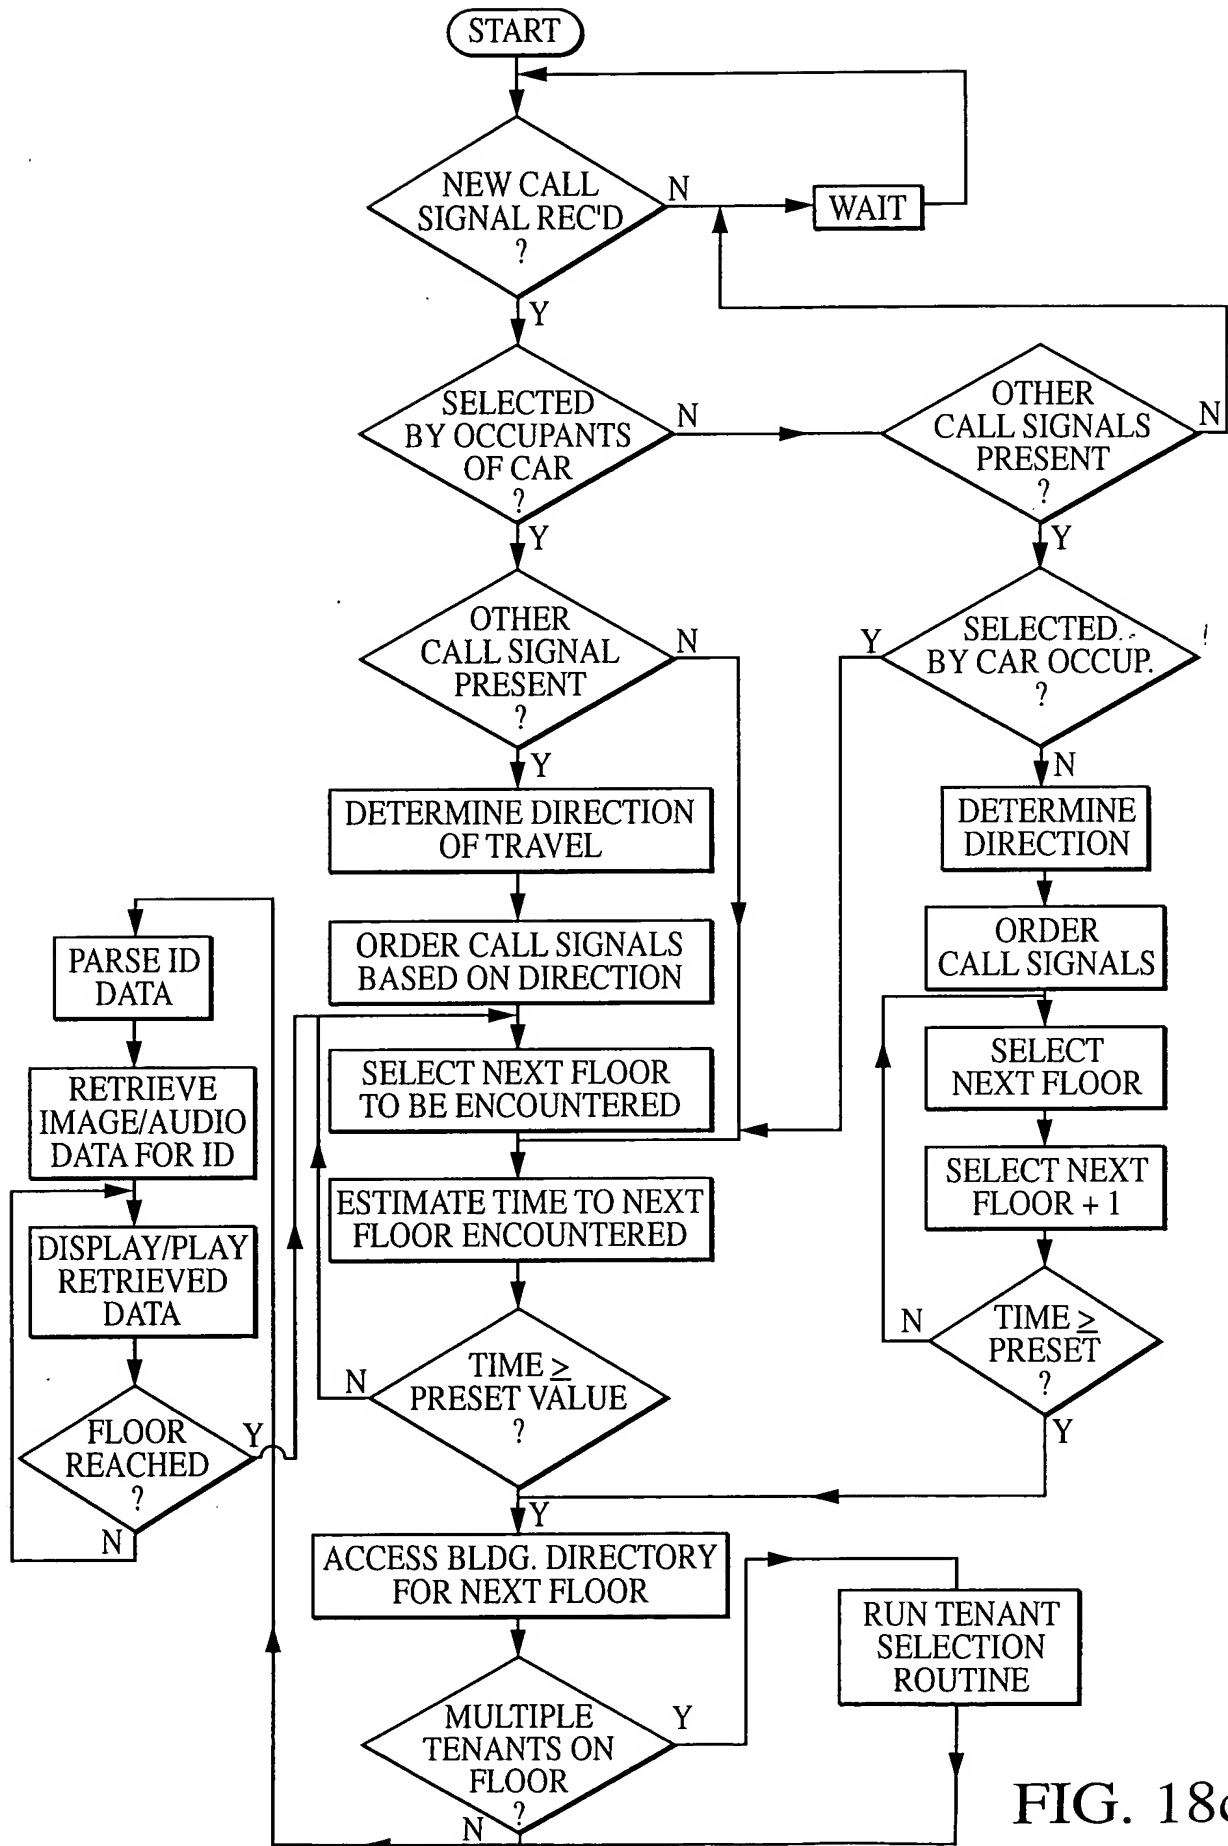 START
NEW CALL
SIGNAL REC'D
?
N
WAIT
Y
SELECTED
BY OCCUPANTS
OF CAR
?
N
OTHER
CALL SIGNALS
PRESENT
?
N
Y
Y
OTHER
CALL SIGNAL
PRESENT
?
N
Y
SELECTED
BY CAR OCCUP.
?
Y
N
DETERMINE DIRECTION
OF TRAVEL
DETERMINE
DIRECTION
PARSE ID
DATA
ORDER CALL SIGNALS
BASED ON DIRECTION
ORDER
CALL SIGNALS
RETRIEVE
IMAGE/AUDIO
DATA FOR ID
SELECT NEXT FLOOR
TO BE ENCOUNTERED
SELECT
NEXT FLOOR
DISPLAY/PLAY
RETRIEVED
DATA
ESTIMATE TIME TO NEXT
FLOOR ENCOUNTERED
SELECT NEXT
FLOOR + 1
FLOOR
REACHED
?
Y
N
TIME ≥
PRESET VALUE
?
N
Y
TIME ≥
PRESET
?
N
Y
ACCESS BLDG. DIRECTORY
FOR NEXT FLOOR
RUN TENANT
SELECTION
ROUTINE
MULTIPLE
TENANTS ON
FLOOR
?
Y
N
FIG. 18